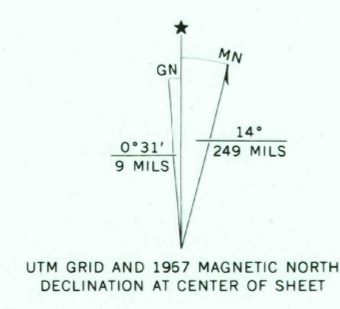 ★
MN
GN
0°31'
9 MILS
14°
249 MILS
UTM GRID AND 1957 MAGNETIC NORTH
DECLINATION AT CENTER OF SHEET